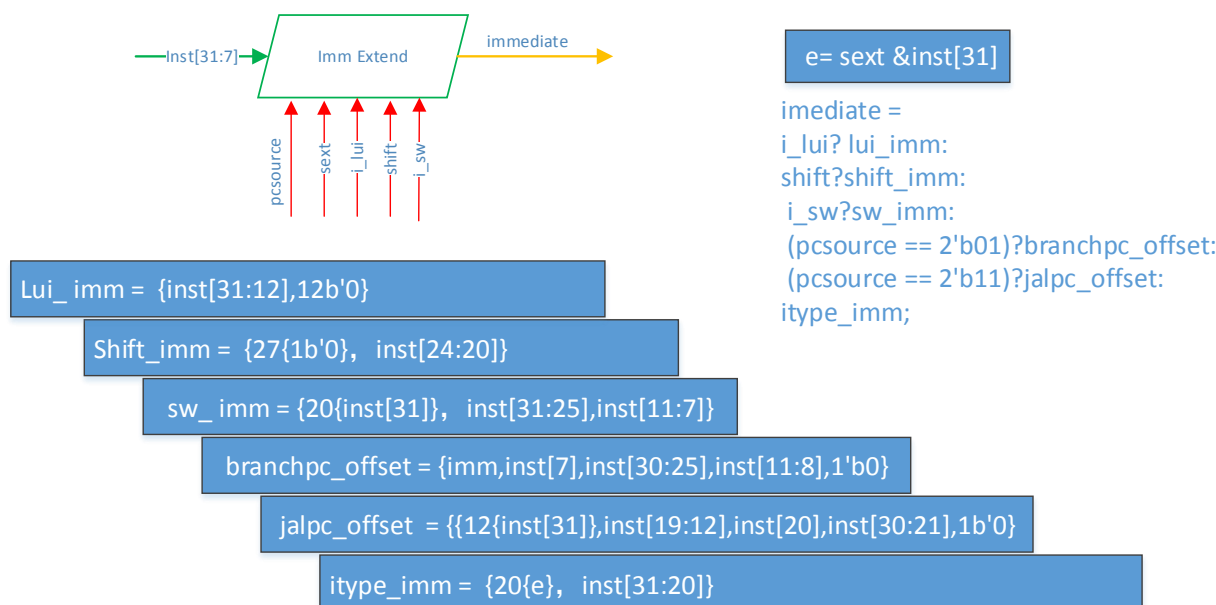 Inst[31:7]
Imm Extend
immediate
pcsource
sext
i_lui
shift
i_sw
e= sext &inst[31]
imediate =
i_lui? lui_imm:
shift?shift_imm:
i_sw?sw_imm:
(pcsource == 2'b01)?branchpc_offset:
(pcsource == 2'b11)?jalpc_offset:
itype_imm;
Lui_ imm = {inst[31:12],12b'0}
Shift_imm = {27{1b'0}, inst[24:20]}
sw_ imm = {20{inst[31]}, inst[31:25],inst[11:7]}
branchpc_offset = {imm,inst[7],inst[30:25],inst[11:8],1'b0}
jalpc_offset = {{12{inst[31]},inst[19:12],inst[20],inst[30:21],1b'0}
itype_imm = {20{e}, inst[31:20]}